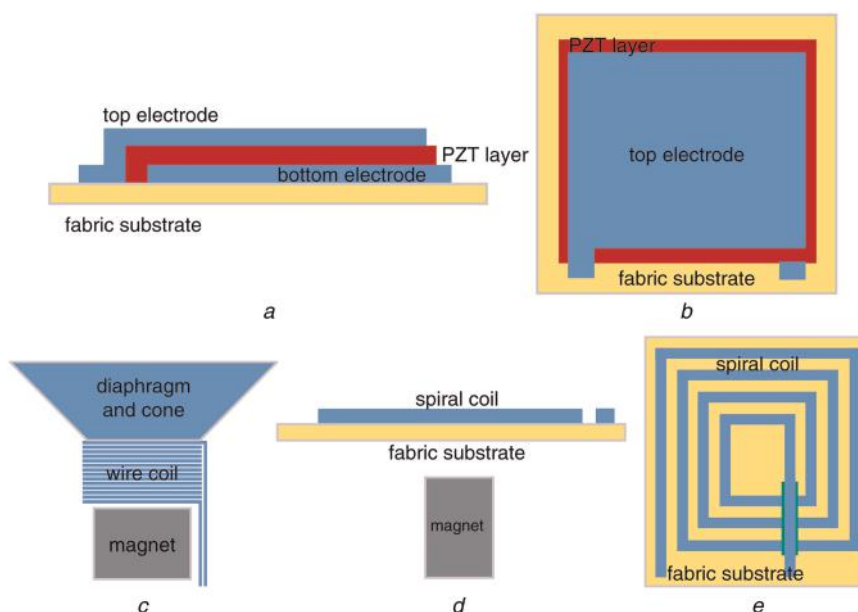 top electrode
PZT layer
bottom electrode
fabric substrate
a
PZT layer
top electrode
fabric substrate
b
diaphragm
and cone
wire coil
magnet
c
spiral coil
fabric substrate
magnet
d
spiral coil
fabric substrate
e